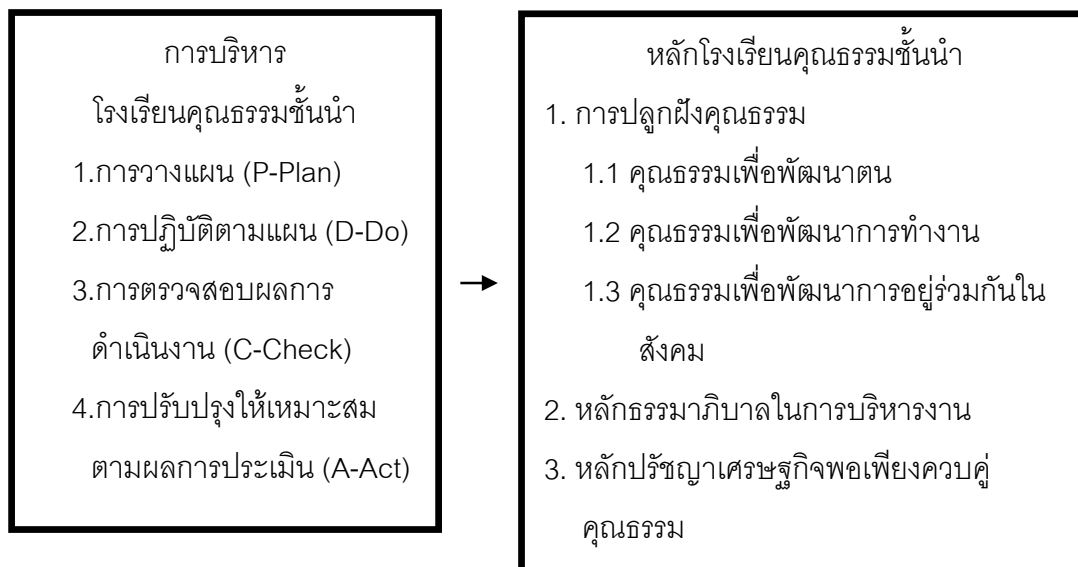 การบริหาร
โรงเรียนคุณธรรมชั้นนำ
1.การวางแผน (P-Plan)
2.การปฏิบัติตามแผน (D-Do)
3.การตรวจสอบผลการ
ดำเนินงาน (C-Check)
4.การปรับปรุงให้เหมาะสม
ตามผลการประเมิน (A-Act)
หลักโรงเรียนคุณธรรมชั้นนำ
1. การปลูกฝังคุณธรรม
1.1 คุณธรรมเพื่อพัฒนาตน
1.2 คุณธรรมเพื่อพัฒนาการทำงาน
1.3 คุณธรรมเพื่อพัฒนาการอยู่ร่วมกันใน
สังคม
2. หลักธรรมาภิบาลในการบริหารงาน
3. หลักปรัชญาเศรษฐกิจพอเพียงควบคู่
คุณธรรม